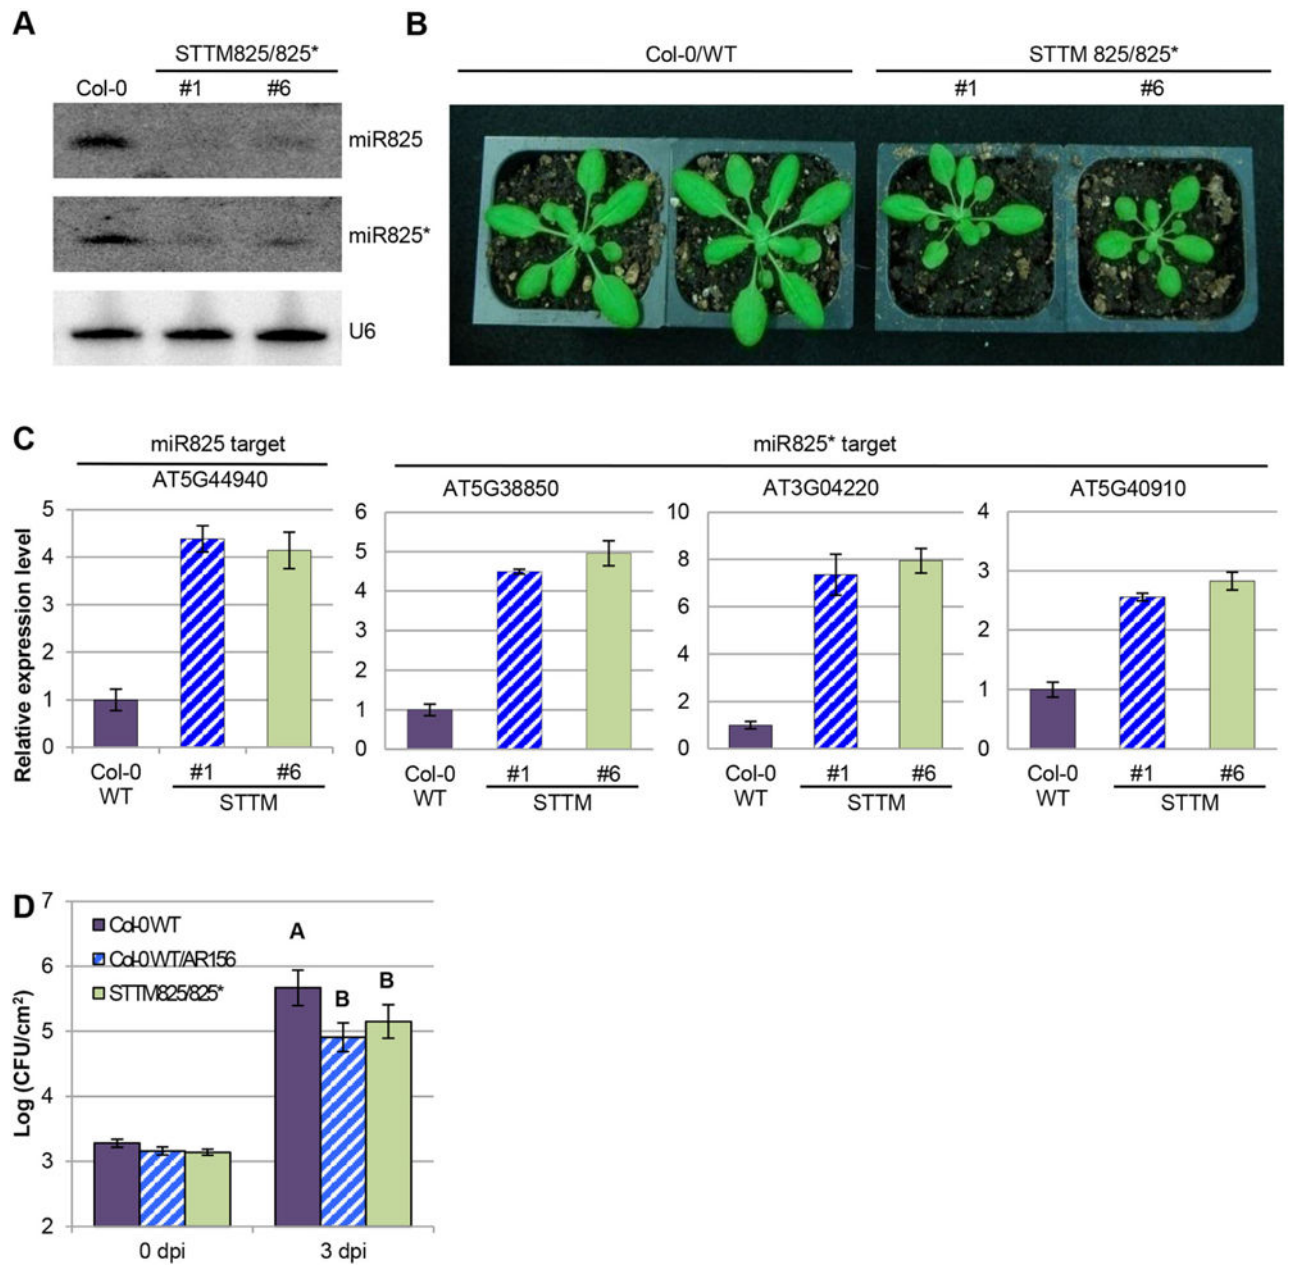 A
STTM825/825*
Col-0 #1 #6
miR825
miR825*
U6
B
Col-0/WT STTM 825/825*
#1 #6
C
miR825 target miR825* target
AT5G44940 AT5G38850 AT3G04220 AT5G40910
Relative expression level
5
4
3
2
1
0
Col-0 #1 #6
WT STTM
6
5
4
3
2
1
0
Col-0 #1 #6
WT STTM
10
8
6
4
2
0
Col-0 #1 #6
WT STTM
4
3
2
1
0
Col-0 #1 #6
WT STTM
D
Log (CFU/cm²)
7
6
5
4
3
2
Col-0 WT
Col-0 WT/AR156
STTM825/825*
A
B
B
0 dpi 3 dpi